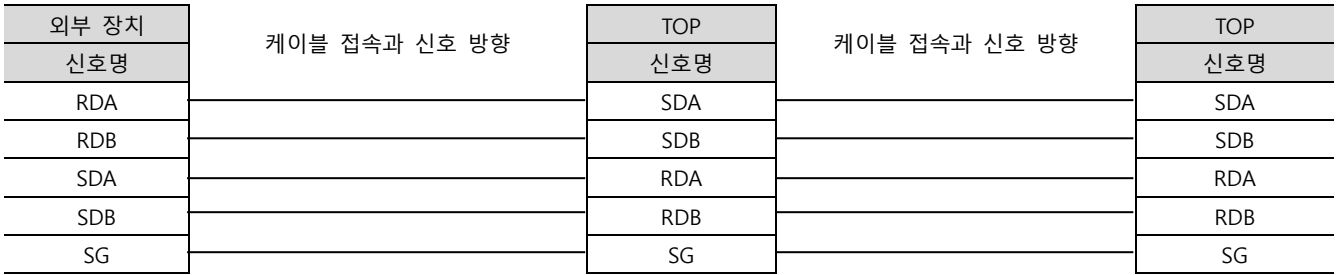 외부 장치 케이블 접속과 신호 방향 TOP 케이블 접속과 신호 방향 TOP
신호명 신호명 신호명
RDA SDA SDA
RDB SDB SDB
SDA RDA RDA
SDB RDB RDB
SG SG SG